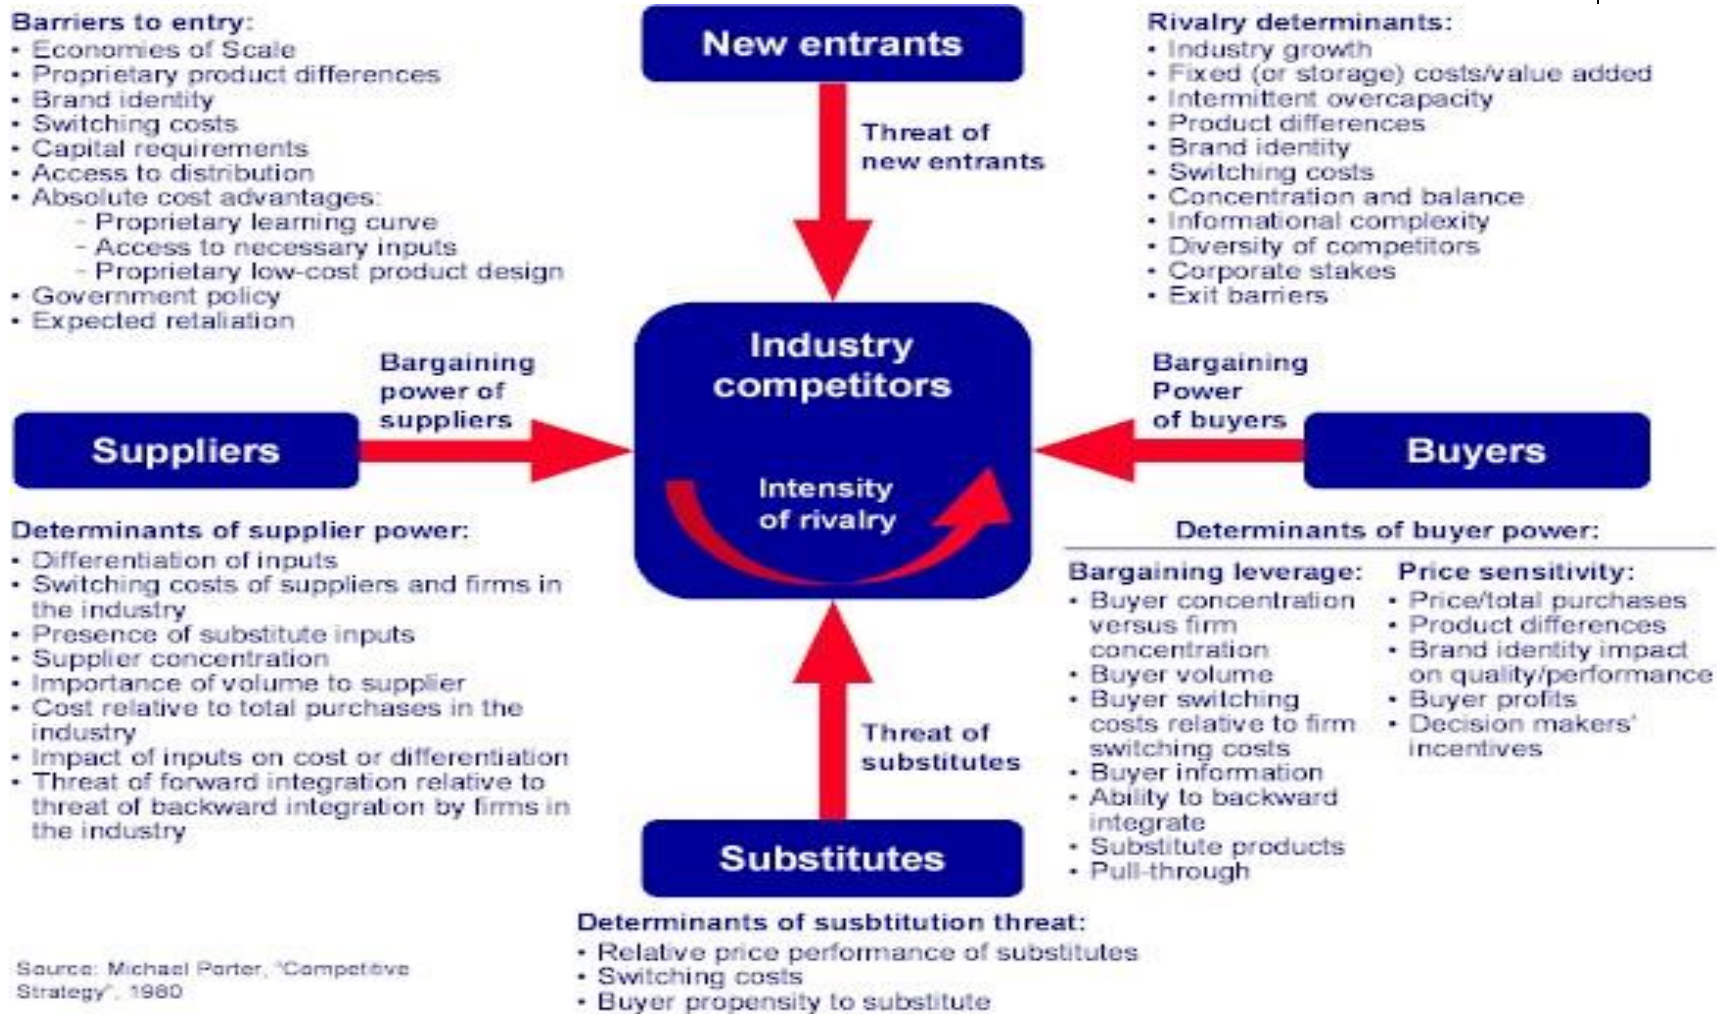 Barriers to entry:
• Economies of Scale
• Proprietary product differences
• Brand identity
• Switching costs
• Capital requirements
• Access to distribution
• Absolute cost advantages:
- Proprietary learning curve
- Access to necessary inputs
- Proprietary low-cost product design
• Government policy
• Expected retaliation
New entrants
Threat of
new entrants
Rivalry determinants:
• Industry growth
• Fixed (or storage) costs/value added
• Intermittent overcapacity
• Product differences
• Brand identity
• Switching costs
• Concentration and balance
• Informational complexity
• Diversity of competitors
• Corporate stakes
• Exit barriers
Suppliers
Bargaining
power of
suppliers
Industry
competitors
Intensity
of rivalry
Bargaining
Power
of buyers
Buyers
Determinants of supplier power:
• Differentiation of inputs
• Switching costs of suppliers and firms in
the industry
• Presence of substitute inputs
• Supplier concentration
• Importance of volume to supplier
• Cost relative to total purchases in the
industry
• Impact of inputs on cost or differentiation
• Threat of forward integration relative to
threat of backward integration by firms in
the industry
Threat of
substitutes
Substitutes
Determinants of buyer power:
Bargaining leverage:
• Buyer concentration
versus firm
concentration
• Buyer volume
• Buyer switching
costs relative to firm
switching costs
• Buyer information
• Ability to backward
integrate
• Substitute products
• Pull-through
Price sensitivity:
• Price/total purchases
• Product differences
• Brand identity impact
on quality/performance
• Buyer profits
• Decision makers'
incentives
Determinants of susbtitution threat:
• Relative price performance of substitutes
• Switching costs
• Buyer propensity to substitute
Source: Michael Porter, "Competitive
Strategy", 1980